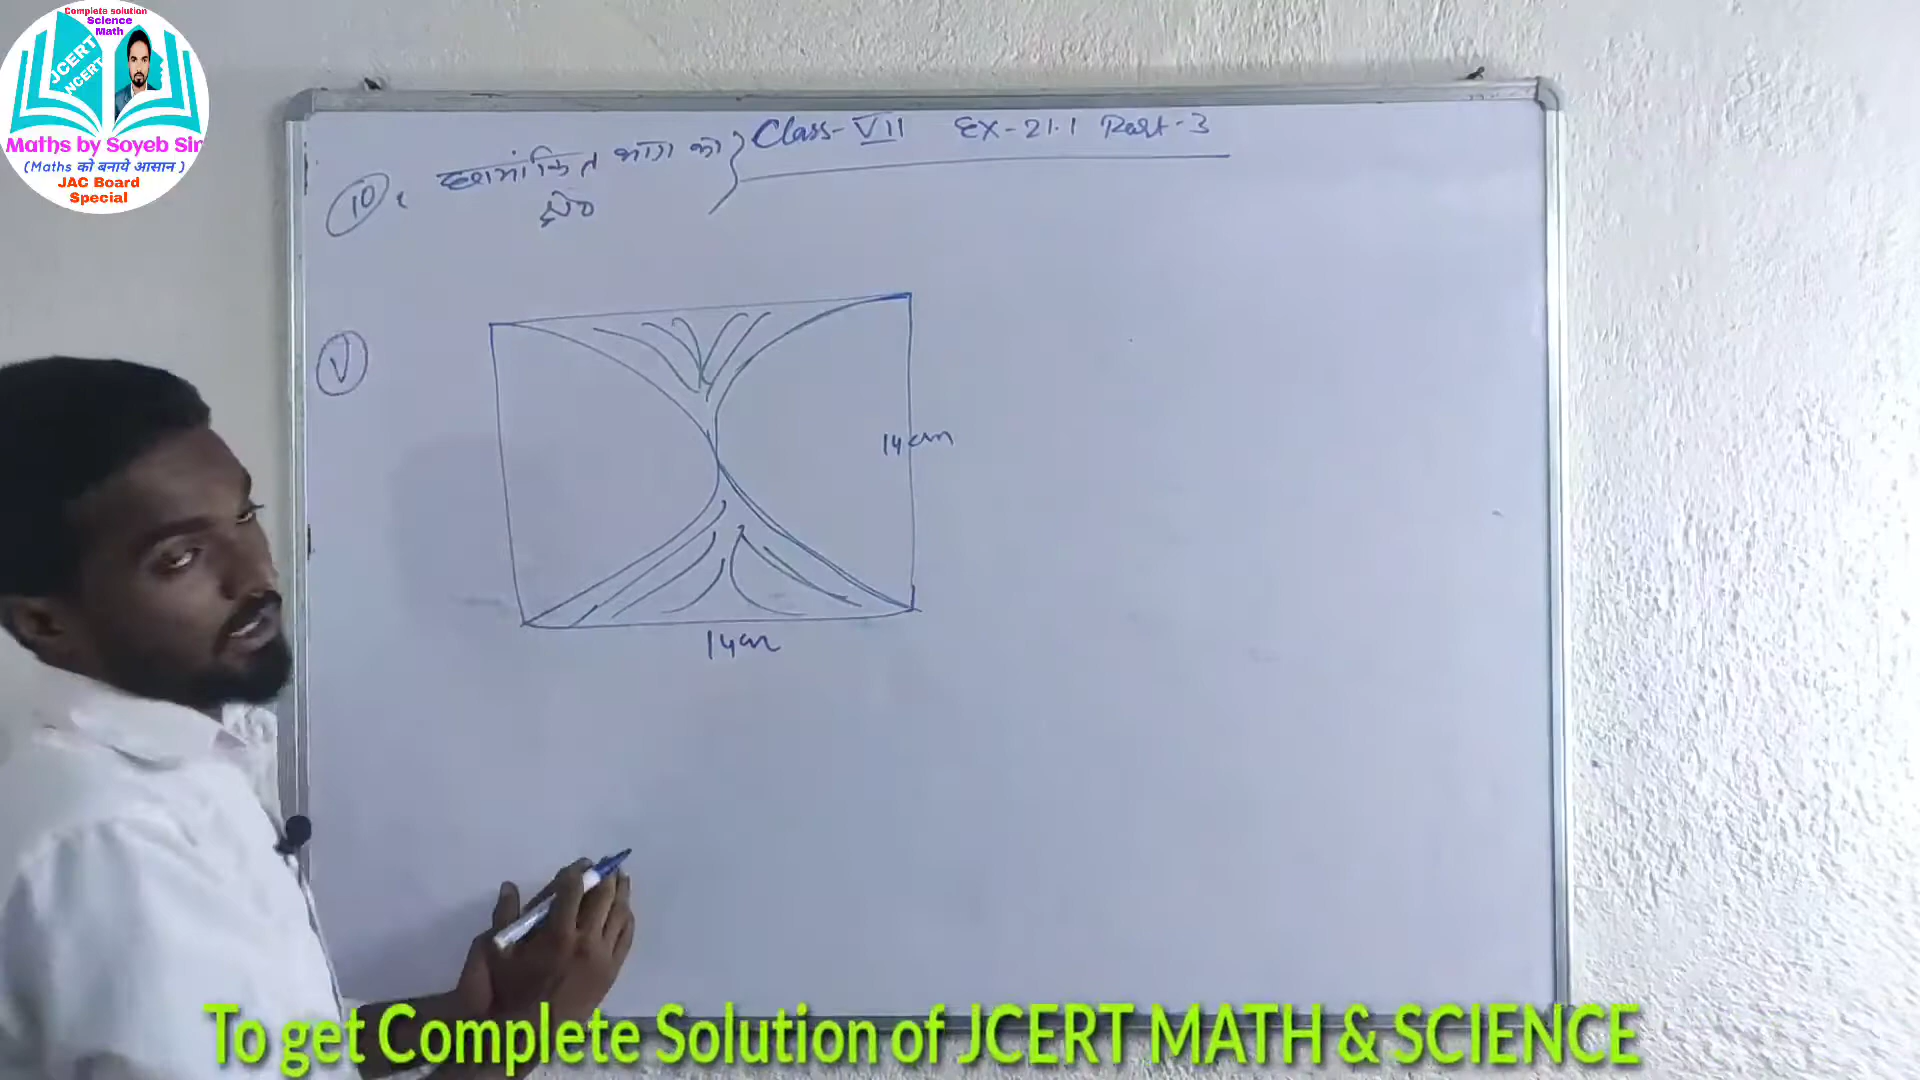 Complete solution
Science
Math
JCERT
NCERT
Maths by Soyeb Sir
(Maths को बनाये आसान )
JAC Board
Special
Class-VII Ex-21.1 Part-3
10. छायांकित भाग का
क्षेत्र
V
14cm
14cm
To get Complete Solution of JCERT MATH & SCIENCE